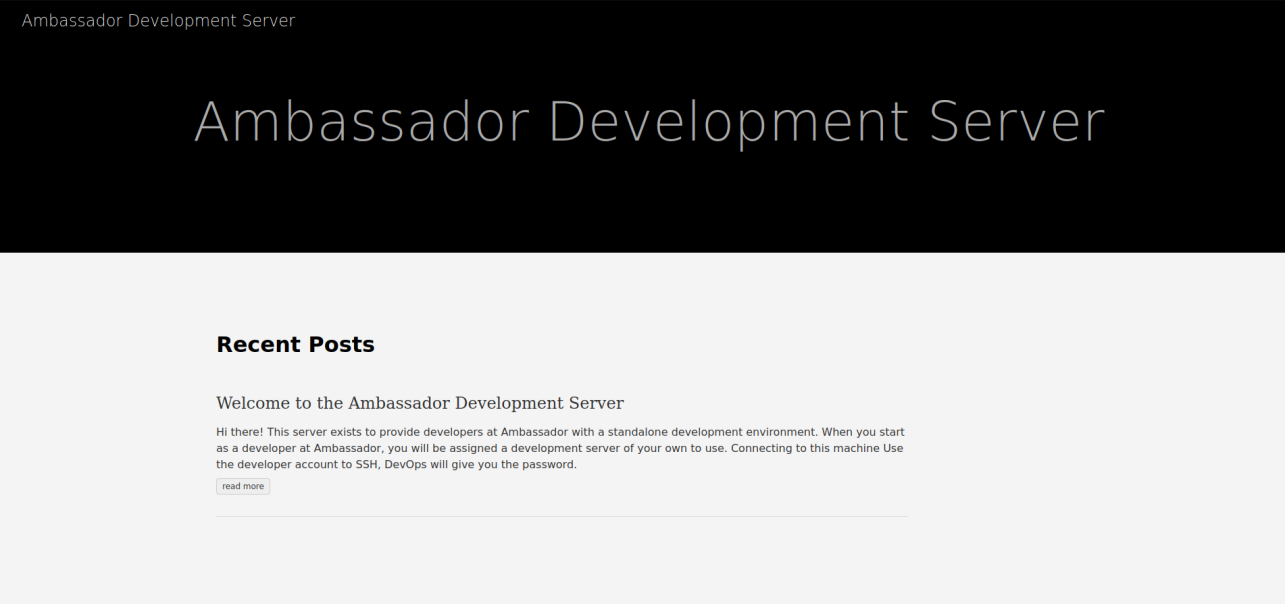 Ambassador Development Server
Ambassador Development Server
Recent Posts
Welcome to the Ambassador Development Server
Hi there! This server exists to provide developers at Ambassador with a standalone development environment. When you start
as a developer at Ambassador, you will be assigned a development server of your own to use. Connecting to this machine Use
the developer account to SSH, DevOps will give you the password.
read more